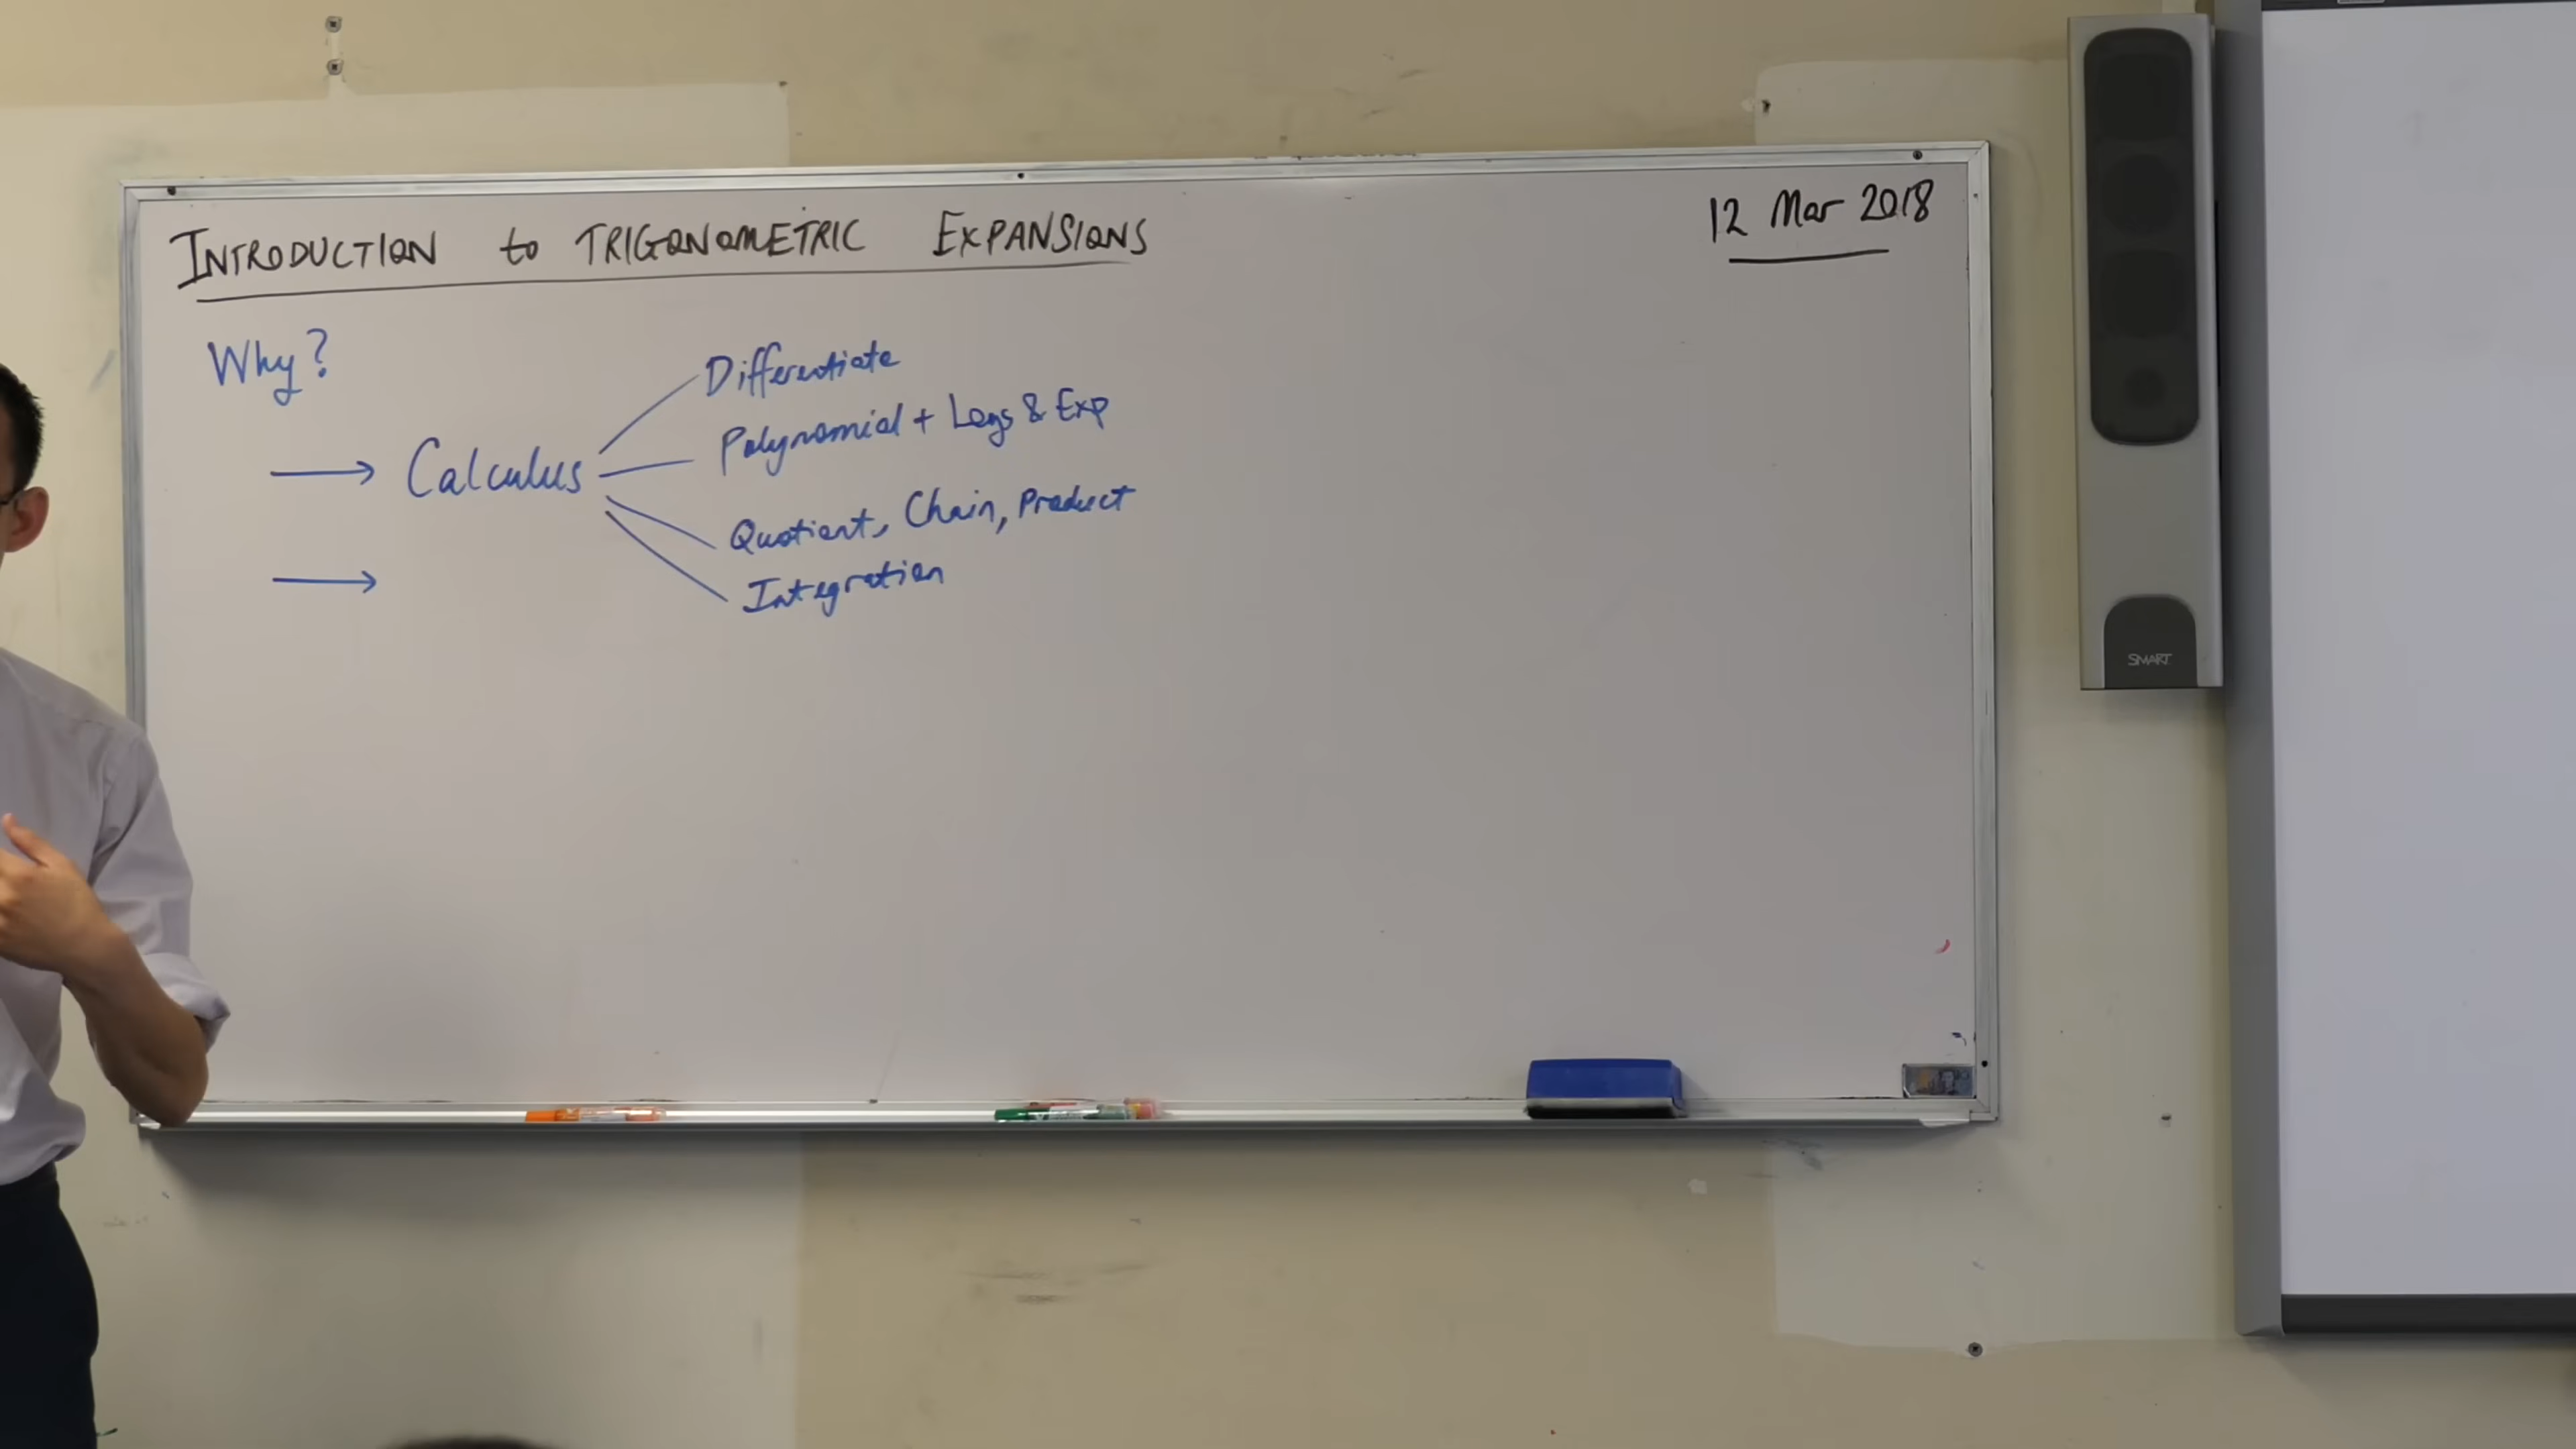 INTRODUCTION to TRIGONOMETRIC EXPANSIONS
12 Mar 2018
Why?
→ Calculus
Differentiate
Polynomial + Logs & Exp
Quotient, Chain, Product
Integration
→
SMART